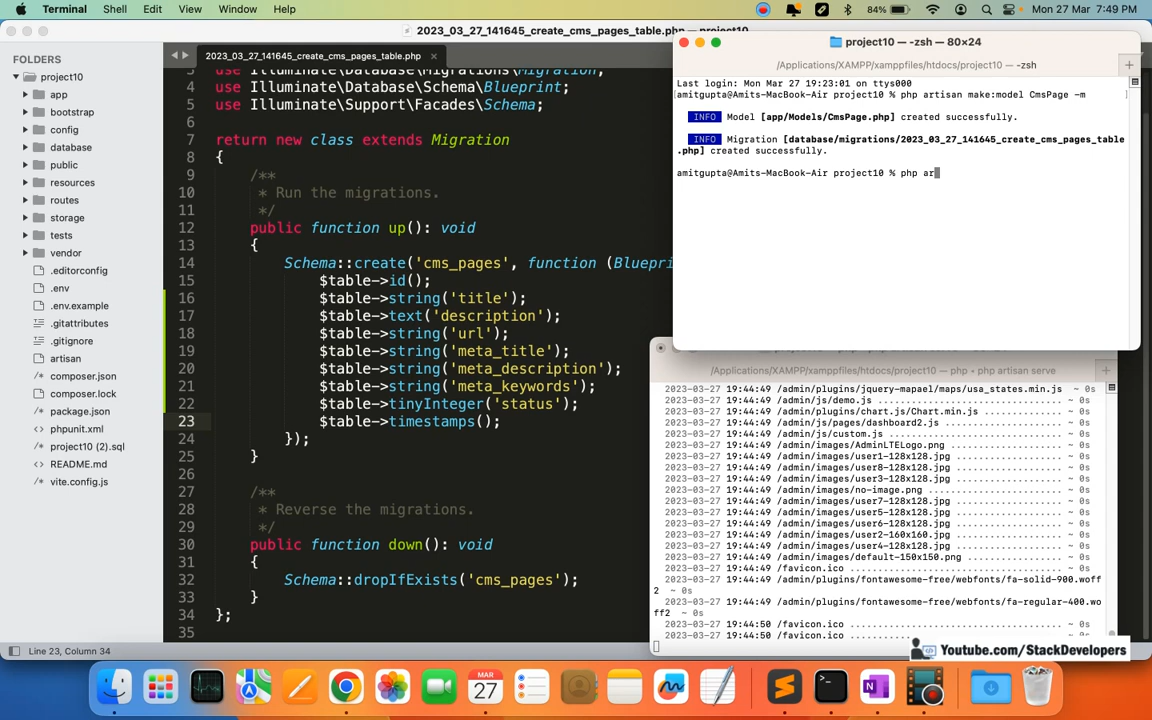 Terminal Shell Edit View Window Help 84% Mon 27 Mar 7:49 PM
2023_03_27_141645_create_cms_pages_table.php — project10
FOLDERS
project10
app
bootstrap
config
database
public
resources
routes
storage
tests
vendor
.editorconfig
.env
.env.example
.gitattributes
.gitignore
artisan
composer.json
composer.lock
package.json
phpunit.xml
project10 (2).sql
README.md
vite.config.js
2023_03_27_141645_create_cms_pages_table.php ×
3 use Illuminate\Database\Migrations\Migration;
4 use Illuminate\Database\Schema\Blueprint;
5 use Illuminate\Support\Facades\Schema;
6
7 return new class extends Migration
8 {
9 /**
10 * Run the migrations.
11 */
12 public function up(): void
13 {
14 Schema::create('cms_pages', function (Bluepri
15 $table->id();
16 $table->string('title');
17 $table->text('description');
18 $table->string('url');
19 $table->string('meta_title');
20 $table->string('meta_description');
21 $table->string('meta_keywords');
22 $table->tinyInteger('status');
23 $table->timestamps();
24 });
25 }
26
27 /**
28 * Reverse the migrations.
29 */
30 public function down(): void
31 {
32 Schema::dropIfExists('cms_pages');
33 }
34 };
35
Line 23, Column 34
project10 — -zsh — 80×24
/Applications/XAMPP/xamppfiles/htdocs/project10 — -zsh
Last login: Mon Mar 27 19:23:01 on ttys000
[amitgupta@Amits-MacBook-Air project10 % php artisan make:model CmsPage -m ]
INFO Model [app/Models/CmsPage.php] created successfully.
INFO Migration [database/migrations/2023_03_27_141645_create_cms_pages_table
.php] created successfully.
amitgupta@Amits-MacBook-Air project10 % php ar
/Applications/XAMPP/xamppfiles/htdocs/project10 — php • php artisan serve
2023-03-27 19:44:49 /admin/plugins/jquery-mapael/maps/usa_states.min.js ~ 0s
2023-03-27 19:44:49 /admin/js/demo.js ........................... ~ 0s
2023-03-27 19:44:49 /admin/plugins/chart.js/Chart.min.js ............... ~ 0s
2023-03-27 19:44:49 /admin/js/pages/dashboard2.js .................. ~ 0s
2023-03-27 19:44:49 /admin/js/custom.js ......................... ~ 0s
2023-03-27 19:44:49 /admin/images/AdminLTELogo.png ................. ~ 0s
2023-03-27 19:44:49 /admin/images/user1-128x128.jpg ................ ~ 0s
2023-03-27 19:44:49 /admin/images/user8-128x128.jpg ................ ~ 0s
2023-03-27 19:44:49 /admin/images/user3-128x128.jpg ................ ~ 0s
2023-03-27 19:44:49 /admin/images/no-image.png ..................... ~ 0s
2023-03-27 19:44:49 /admin/images/user7-128x128.jpg ................ ~ 0s
2023-03-27 19:44:49 /admin/images/user5-128x128.jpg ................ ~ 0s
2023-03-27 19:44:49 /admin/images/user6-128x128.jpg ................ ~ 0s
2023-03-27 19:44:49 /admin/images/user2-160x160.jpg ................ ~ 0s
2023-03-27 19:44:49 /admin/images/user4-128x128.jpg ................ ~ 0s
2023-03-27 19:44:49 /admin/images/default-150x150.png .............. ~ 0s
2023-03-27 19:44:49 /favicon.ico ................................ ~ 0s
2023-03-27 19:44:49 /admin/plugins/fontawesome-free/webfonts/fa-solid-900.woff
2 ~ 0s
2023-03-27 19:44:49 /admin/plugins/fontawesome-free/webfonts/fa-regular-400.wo
ff2 ~ 0s
2023-03-27 19:44:50 /favicon.ico ................................ ~ 0s
2023-03-27 19:44:50 /favicon.ico ................................ ~ 0s
Youtube.com/StackDevelopers
MAR
27